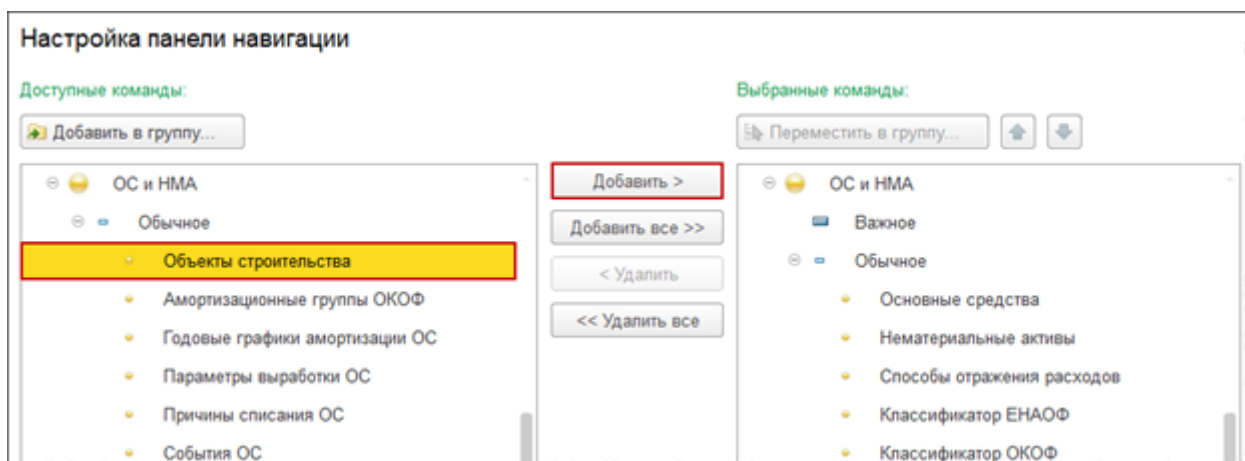 Настройка панели навигации
Доступные команды:
Добавить в группу...
ОС и НМА
Обычное
Объекты строительства
Амортизационные группы ОКОФ
Годовые графики амортизации ОС
Параметры выработки ОС
Причины списания ОС
События ОС
Добавить >
Добавить все >>
< Удалить
<< Удалить все
Выбранные команды:
Переместить в группу...
ОС и НМА
Важное
Обычное
Основные средства
Нематериальные активы
Способы отражения расходов
Классификатор ЕНАОФ
Классификатор ОКОФ